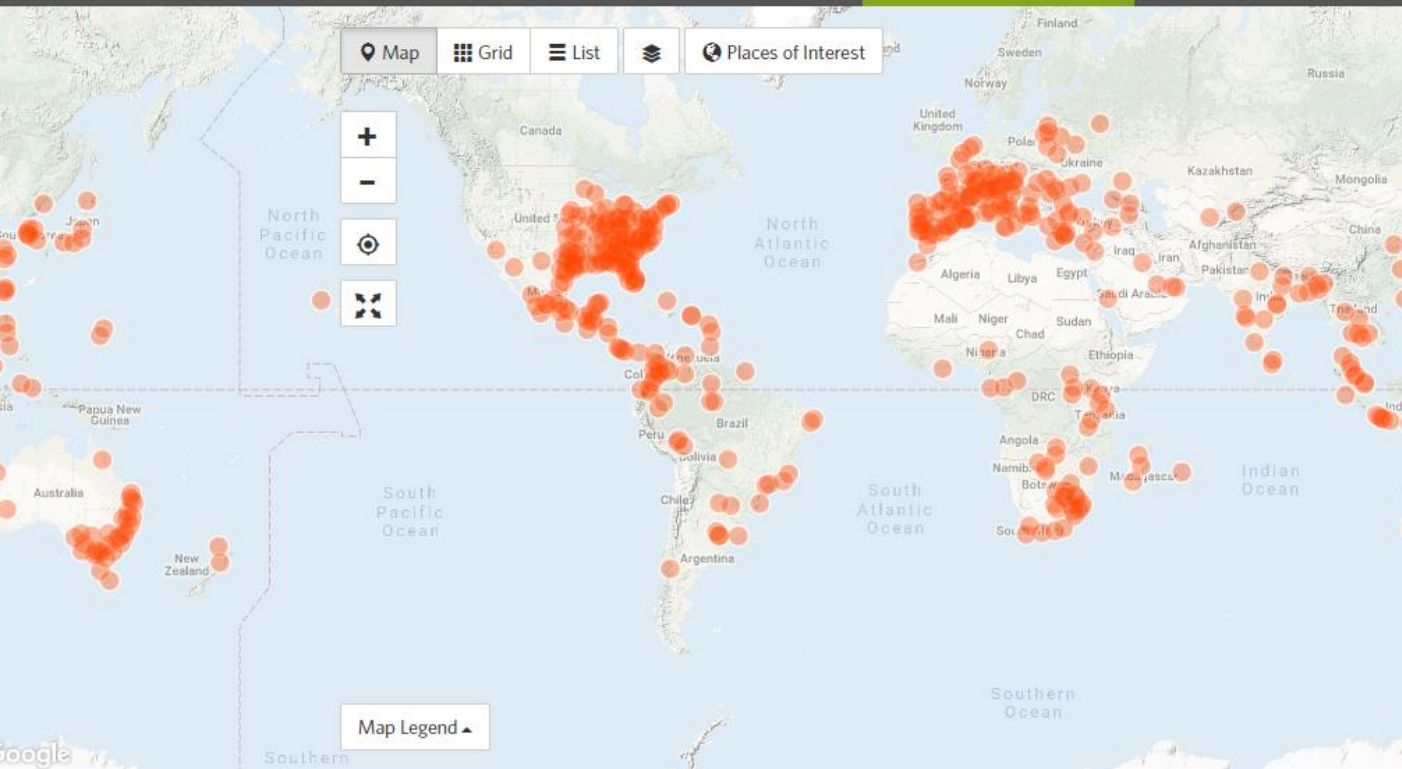 Map
Grid
List
Places of Interest
Finland
Sweden
Norway
Russia
United
Kingdom
Canada
Ukraine
Kazakhstan
Mongolia
North
Pacific
Ocean
North
Atlantic
Ocean
China
Afghanistan
Iraq
Iran
Pakistan
Algeria
Libya
Egypt
Mali
Niger
Chad
Sudan
Ethiopia
DRC
Papua New
Guinea
Peru
Brazil
Angola
Australia
South
Pacific
Ocean
Chile
South
Atlantic
Ocean
Indian
Ocean
New
Zealand
Argentina
Southern
Ocean
Map Legend
Google
Southern